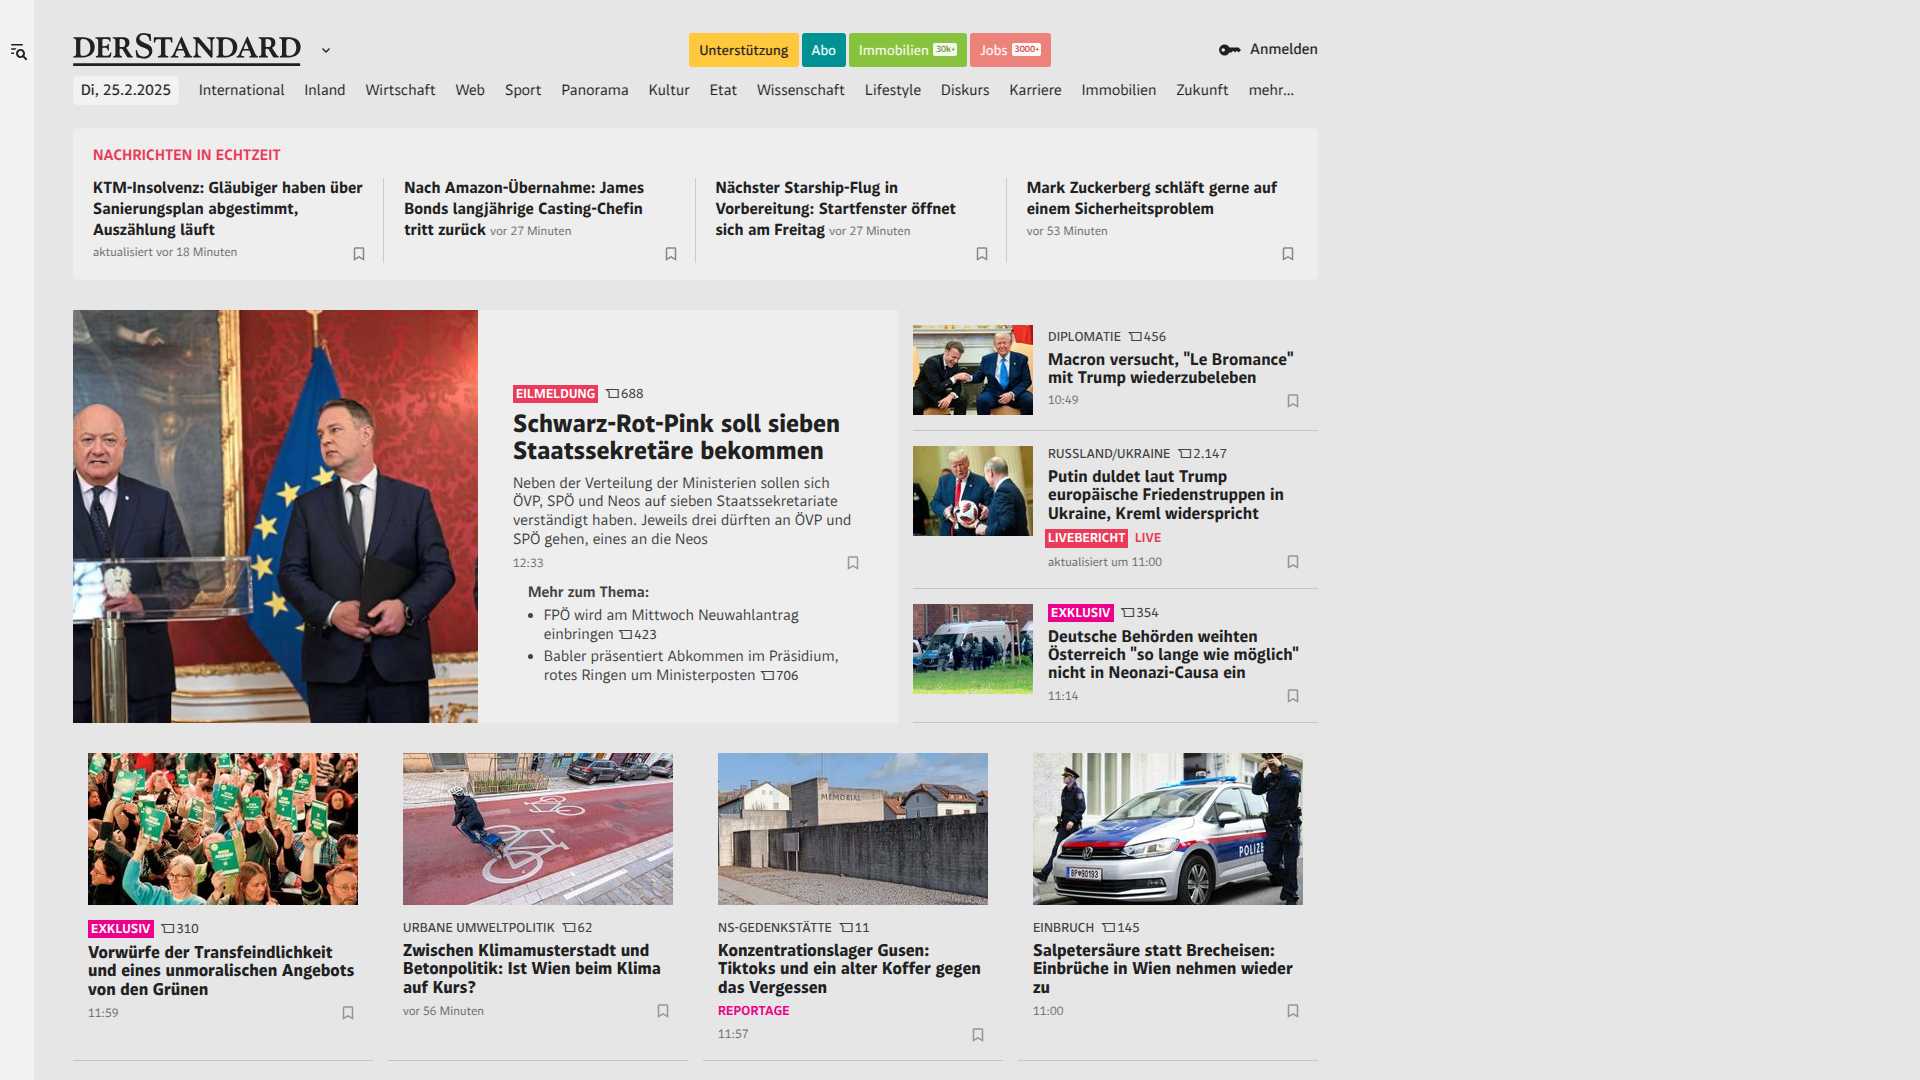 DERSTANDARD
Unterstützung
Abo
Immobilien 30k+
Jobs 3000+
Anmelden
Di, 25.2.2025
International
Inland
Wirtschaft
Web
Sport
Panorama
Kultur
Etat
Wissenschaft
Lifestyle
Diskurs
Karriere
Immobilien
Zukunft
mehr...
NACHRICHTEN IN ECHTZEIT
KTM-Insolvenz: Gläubiger haben über
Sanierungsplan abgestimmt,
Auszählung läuft
aktualisiert vor 18 Minuten
Nach Amazon-Übernahme: James
Bonds langjährige Casting-Chefin
tritt zurück vor 27 Minuten
Nächster Starship-Flug in
Vorbereitung: Startfenster öffnet
sich am Freitag vor 27 Minuten
Mark Zuckerberg schläft gerne auf
einem Sicherheitsproblem
vor 53 Minuten
EILMELDUNG 688
Schwarz-Rot-Pink soll sieben
Staatssekretäre bekommen
Neben der Verteilung der Ministerien sollen sich
ÖVP, SPÖ und Neos auf sieben Staatssekretariate
verständigt haben. Jeweils drei dürften an ÖVP und
SPÖ gehen, eines an die Neos
12:33
Mehr zum Thema:
• FPÖ wird am Mittwoch Neuwahlantrag
einbringen 423
• Babler präsentiert Abkommen im Präsidium,
rotes Ringen um Ministerposten 706
DIPLOMATIE 456
Macron versucht, "Le Bromance"
mit Trump wiederzubeleben
10:49
RUSSLAND/UKRAINE 2.147
Putin duldet laut Trump
europäische Friedenstruppen in
Ukraine, Kreml widerspricht
LIVEBERICHT LIVE
aktualisiert um 11:00
EXKLUSIV 354
Deutsche Behörden weihten
Österreich "so lange wie möglich"
nicht in Neonazi-Causa ein
11:14
EXKLUSIV 310
Vorwürfe der Transfeindlichkeit
und eines unmoralischen Angebots
von den Grünen
11:59
URBANE UMWELTPOLITIK 62
Zwischen Klimamusterstadt und
Betonpolitik: Ist Wien beim Klima
auf Kurs?
vor 56 Minuten
MEMORIAL
NS-GEDENKSTÄTTE 11
Konzentrationslager Gusen:
Tiktoks und ein alter Koffer gegen
das Vergessen
REPORTAGE
11:57
POLIZE
BP 90193
EINBRUCH 145
Salpetersäure statt Brecheisen:
Einbrüche in Wien nehmen wieder
zu
11:00